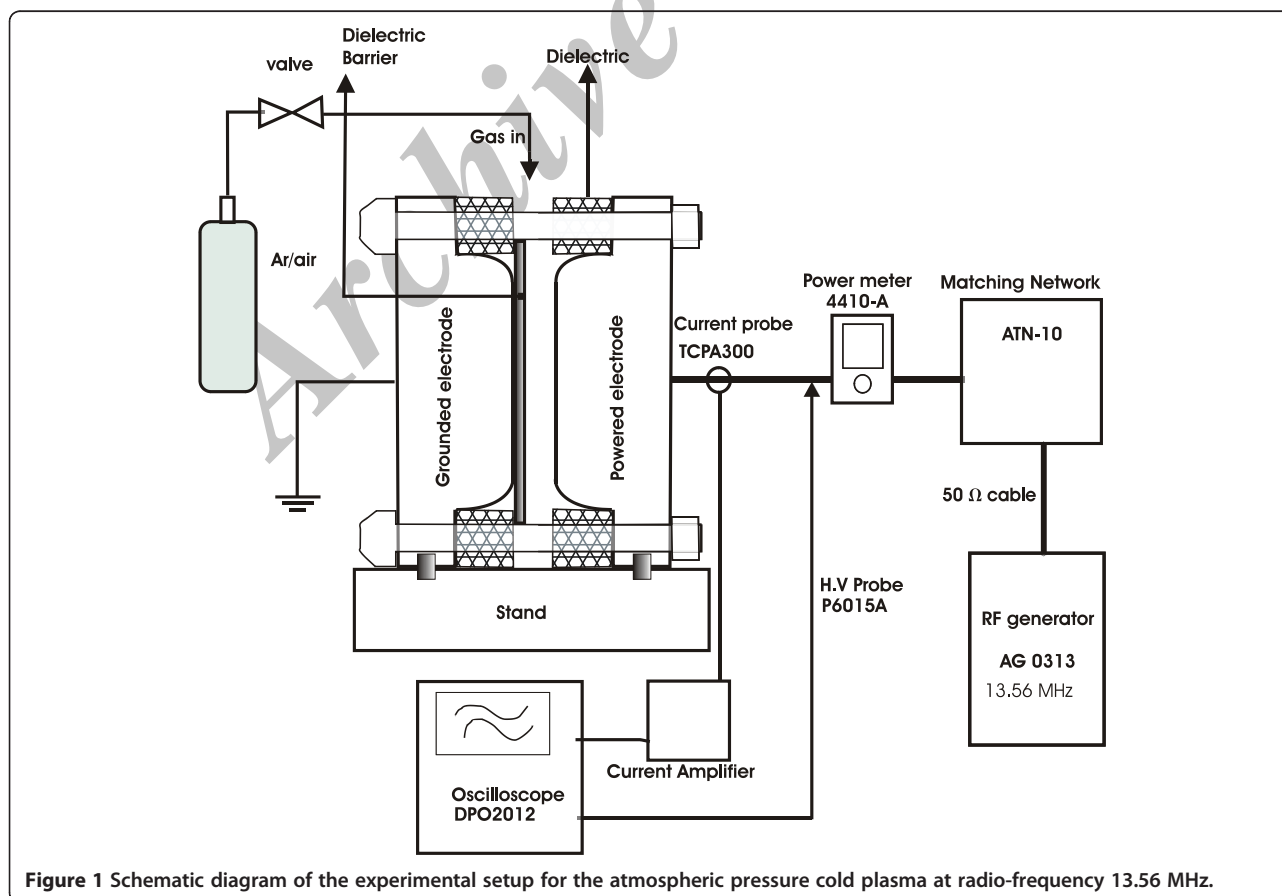 Dielectric
Barrier
Dielectric
valve
Gas in
Archive
Ar/air
Grounded electrode
Powered electrode
Power meter
4410-A
Matching Network
ATN-10
Current probe
TCPA300
50 Ω cable
H.V Probe
P6015A
RF generator
AG 0313
13.56 MHz
Stand
Current Amplifier
Oscilloscope
DPO2012
Figure 1 Schematic diagram of the experimental setup for the atmospheric pressure cold plasma at radio-frequency 13.56 MHz.